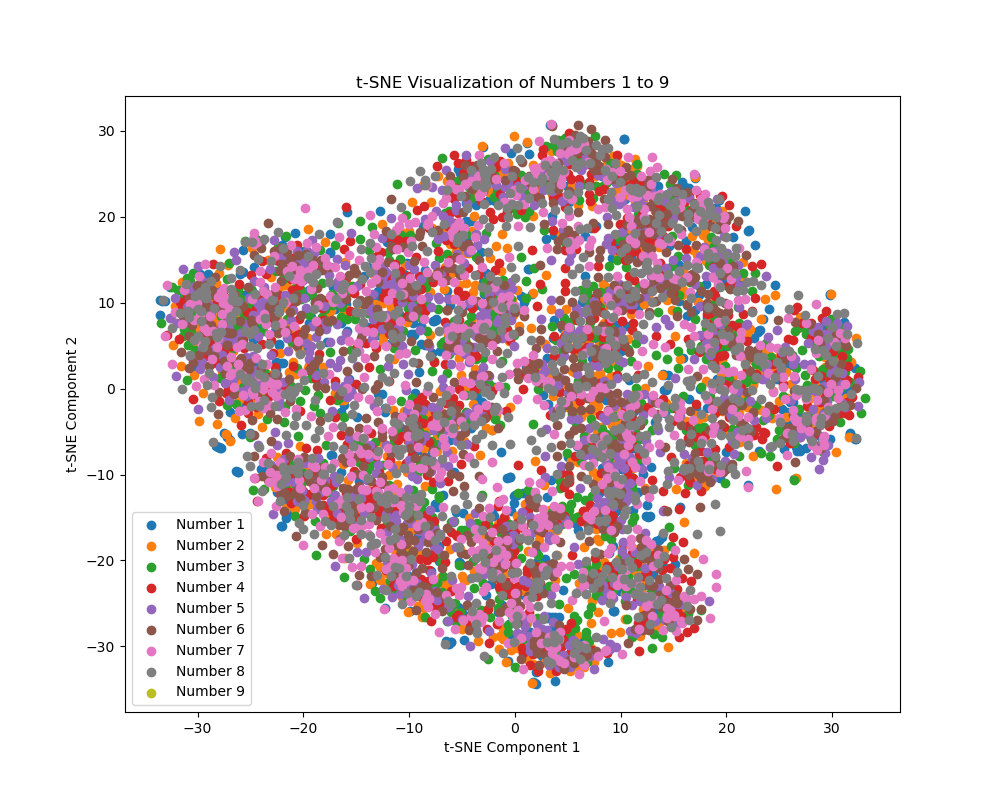 t-SNE Visualization of Numbers 1 to 9
30
20
10
0
−10
−20
−30
t-SNE Component 2
Number 1
Number 2
Number 3
Number 4
Number 5
Number 6
Number 7
Number 8
Number 9
−30
−20
−10
0
10
20
30
t-SNE Component 1